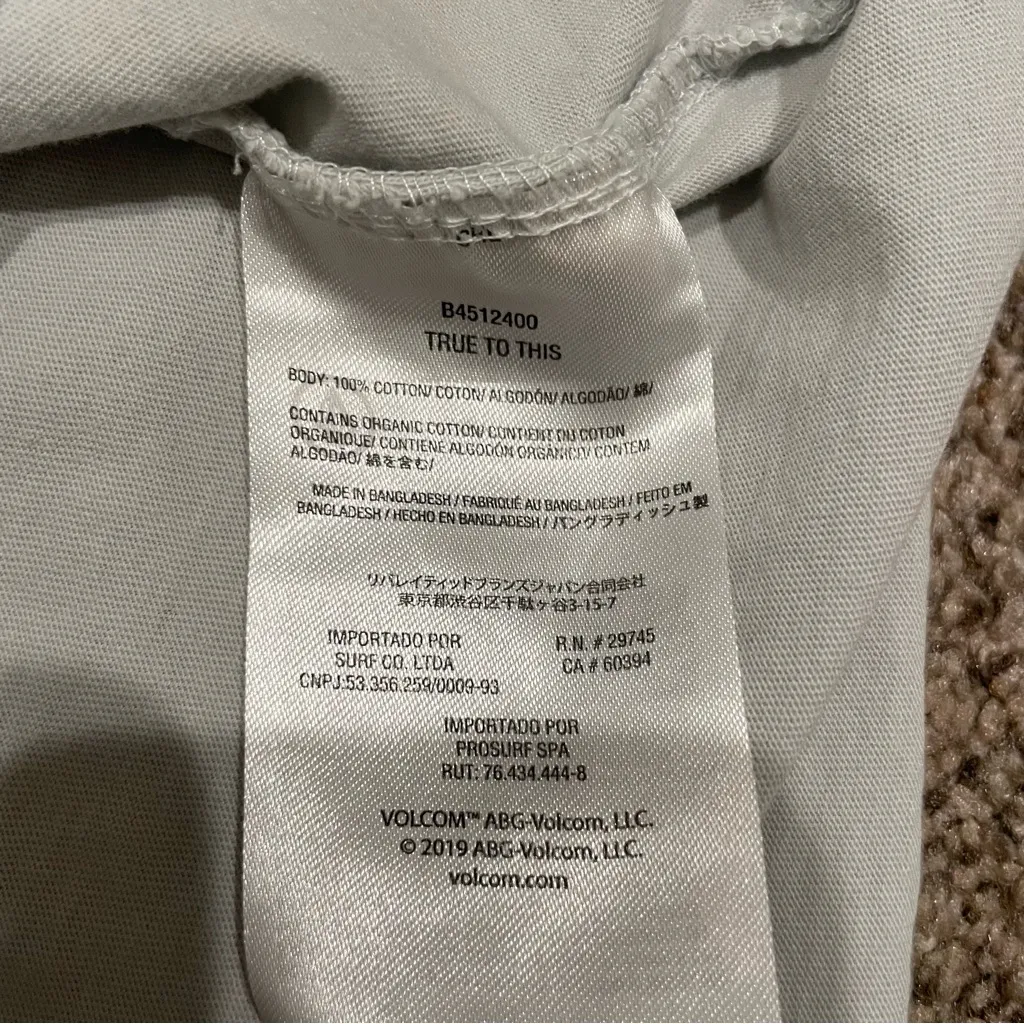 B4512400
TRUE TO THIS
BODY: 100% COTTON/ COTON/ ALGODÓN/ ALGODÃO/ 綿/
CONTAINS ORGANIC COTTON/ CONTIENT DU COTON
ORGANIQUE/ CONTIENE ALGODÓN ORGÁNICO/ CONTEM
ALGODAO/ 綿を含む/
MADE IN BANGLADESH / FABRIQUÉ AU BANGLADESH / FEITO EM
BANGLADESH / HECHO EN BANGLADESH / バングラディッシュ製
リバレイティッドブランズジャパン合同会社
東京都渋谷区千駄ヶ谷3-15-7
IMPORTADO POR
SURF CO. LTDA
CNPJ:53.356.259/0009-93
R.N. # 29745
CA # 60394
IMPORTADO POR
PROSURF SPA
RUT: 76.434.444-8
VOLCOM™ ABG-Volcom, LLC.
© 2019 ABG-Volcom, LLC.
volcom.com